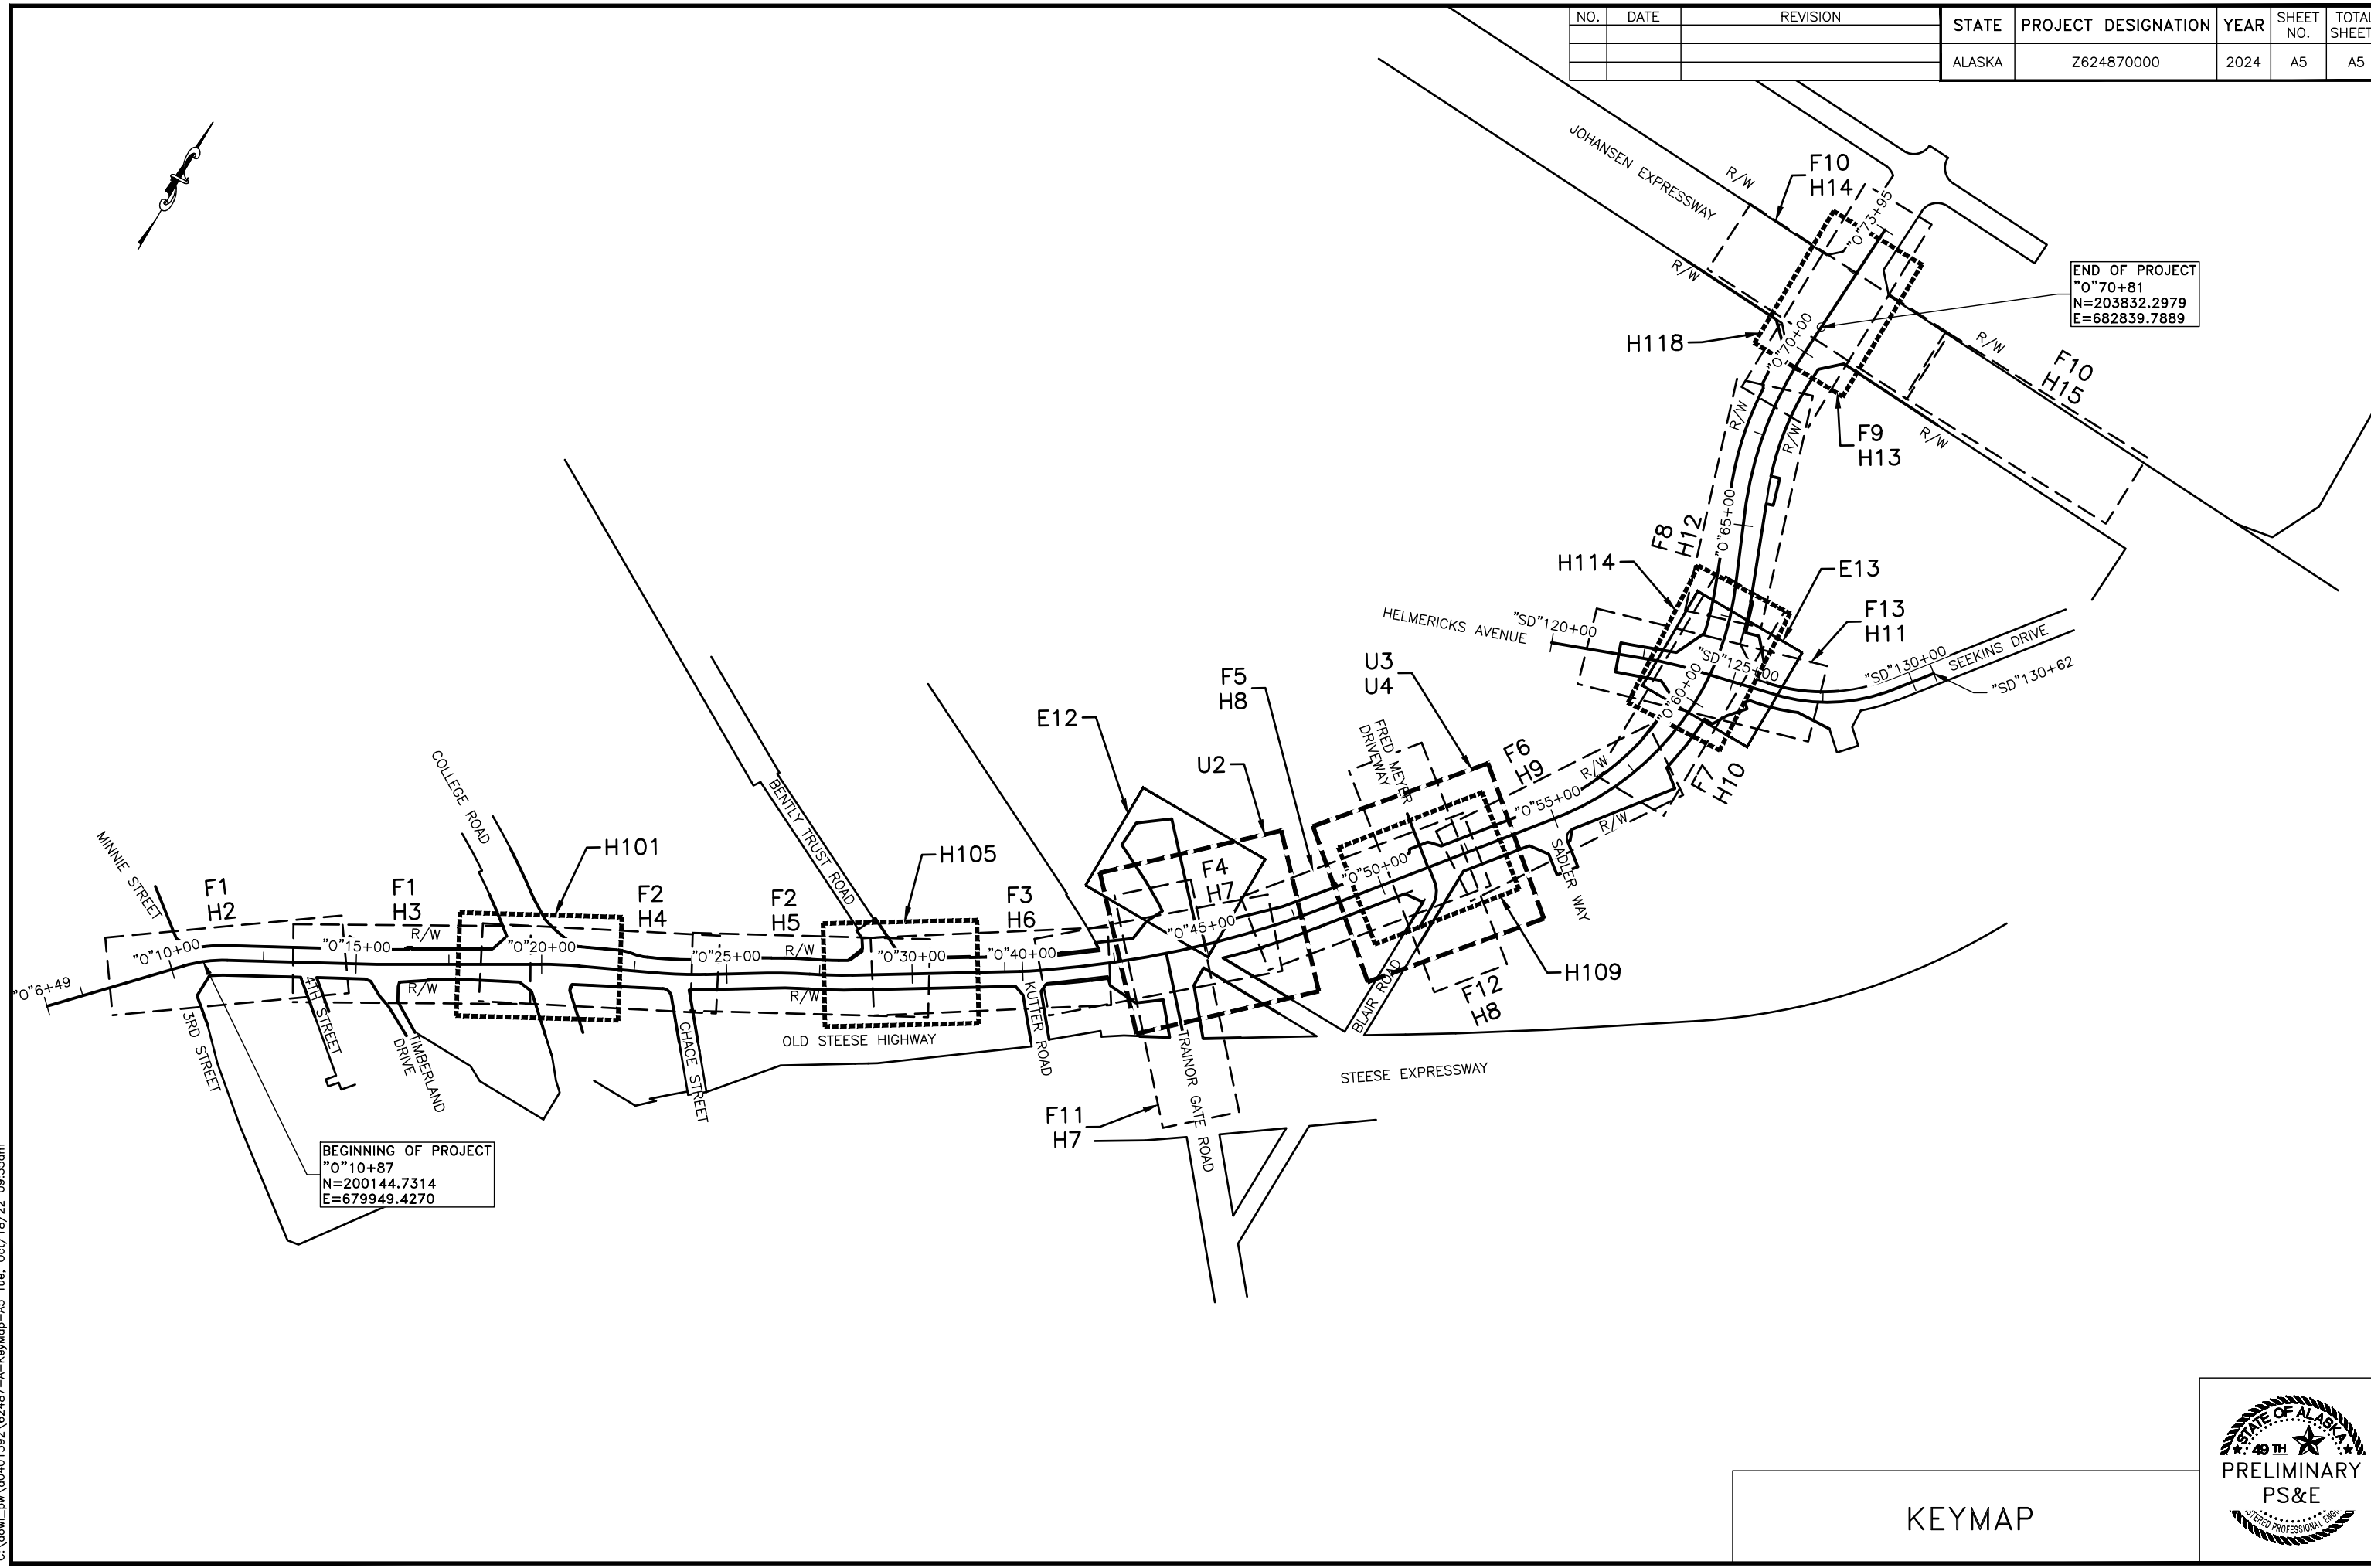 NO. DATE REVISION
STATE PROJECT DESIGNATION YEAR SHEET NO. TOTAL
ALASKA Z624870000 2024 A5 A5
JOHANSEN EXPRESSWAY
R/W
F10
H14
"O"73+95
R/W
END OF PROJECT
"O"70+81
N=203832.2979
E=682839.7889
H118
"O"70+00
R/W
F10
H15
R/W
R/W
F9
H13
R/W
"O"65+00
F8
H12
H114
E13
HELMERICKS AVENUE
"SD"120+00
F13
H11
"SD"125+00
"SD"130+00
SEEKINS DRIVE
"SD"130+62
"O"60+00
U3
U4
F5
H8
E12
FRED MEYER
DRIVEWAY
U2
F6
H9
R/W
F7
H10
"O"55+00
R/W
SADLER WAY
COLLEGE ROAD
BENTLY TRUST ROAD
MINNIE STREET
H101
H105
F4
H7
"O"50+00
F1
H2
F1
H3
F2
H4
F2
H5
F3
H6
R/W
R/W
"O"10+00
"O"15+00
"O"20+00
"O"25+00
"O"30+00
"O"40+00
"O"45+00
"O"6+49
R/W
R/W
H109
F12
H8
BLAIR ROAD
3RD STREET
4TH STREET
TIMBERLAND
DRIVE
CHACE STREET
OLD STEESE HIGHWAY
KUTTER ROAD
TRAINOR GATE ROAD
STEESE EXPRESSWAY
F11
H7
BEGINNING OF PROJECT
"O"10+87
N=200144.7314
E=679949.4270
KEYMAP
STATE OF ALASKA
49 TH
PRELIMINARY
PS&E
PROFESSIONAL